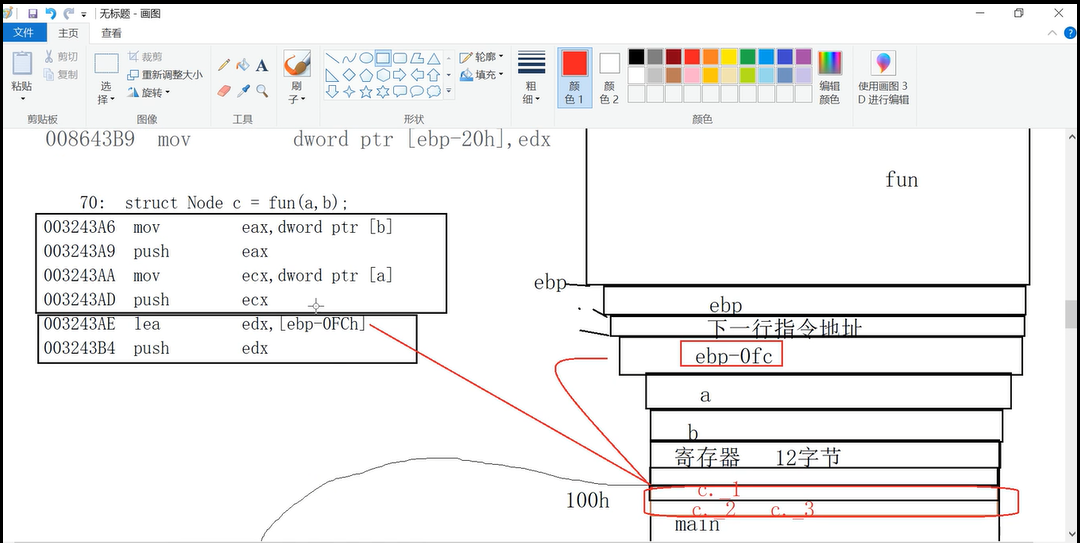 无标题 - 画图
文件 主页 查看
粘贴 剪切 复制 选择 裁剪 重新调整大小 旋转 刷子 轮廓 填充 粗细 颜色 1 颜色 2 编辑颜色 使用画图 3D 进行编辑
剪贴板 图像 工具 形状 颜色
008643B9 mov dword ptr [ebp-20h],edx
70: struct Node c = fun(a,b);
003243A6 mov eax,dword ptr [b]
003243A9 push eax
003243AA mov ecx,dword ptr [a]
003243AD push ecx
003243AE lea edx,[ebp-0FCh]
003243B4 push edx
fun
ebp
ebp
下一行指令地址
ebp-0fc
a
b
寄存器 12字节
c._1
100h
c._2 c._3
main